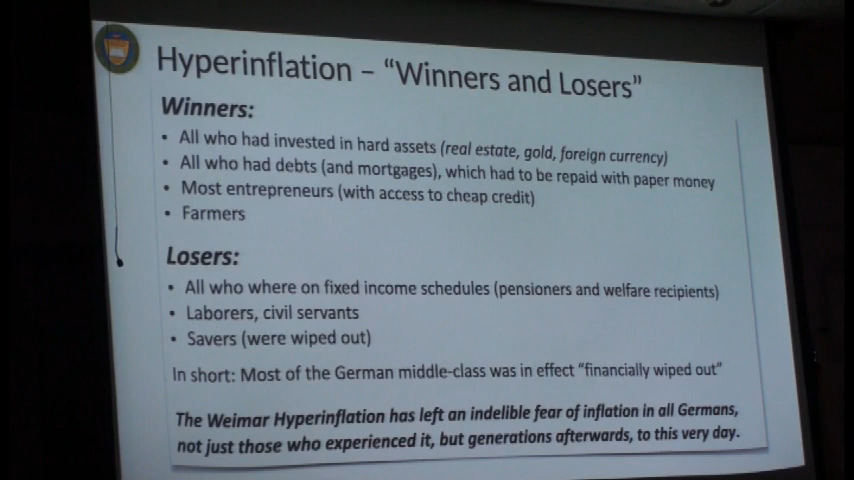 Hyperinflation – “Winners and Losers”
Winners:
• All who had invested in hard assets (real estate, gold, foreign currency)
• All who had debts (and mortgages), which had to be repaid with paper money
• Most entrepreneurs (with access to cheap credit)
• Farmers
Losers:
• All who where on fixed income schedules (pensioners and welfare recipients)
• Laborers, civil servants
• Savers (were wiped out)
In short: Most of the German middle-class was in effect “financially wiped out”
The Weimar Hyperinflation has left an indelible fear of inflation in all Germans,
not just those who experienced it, but generations afterwards, to this very day.